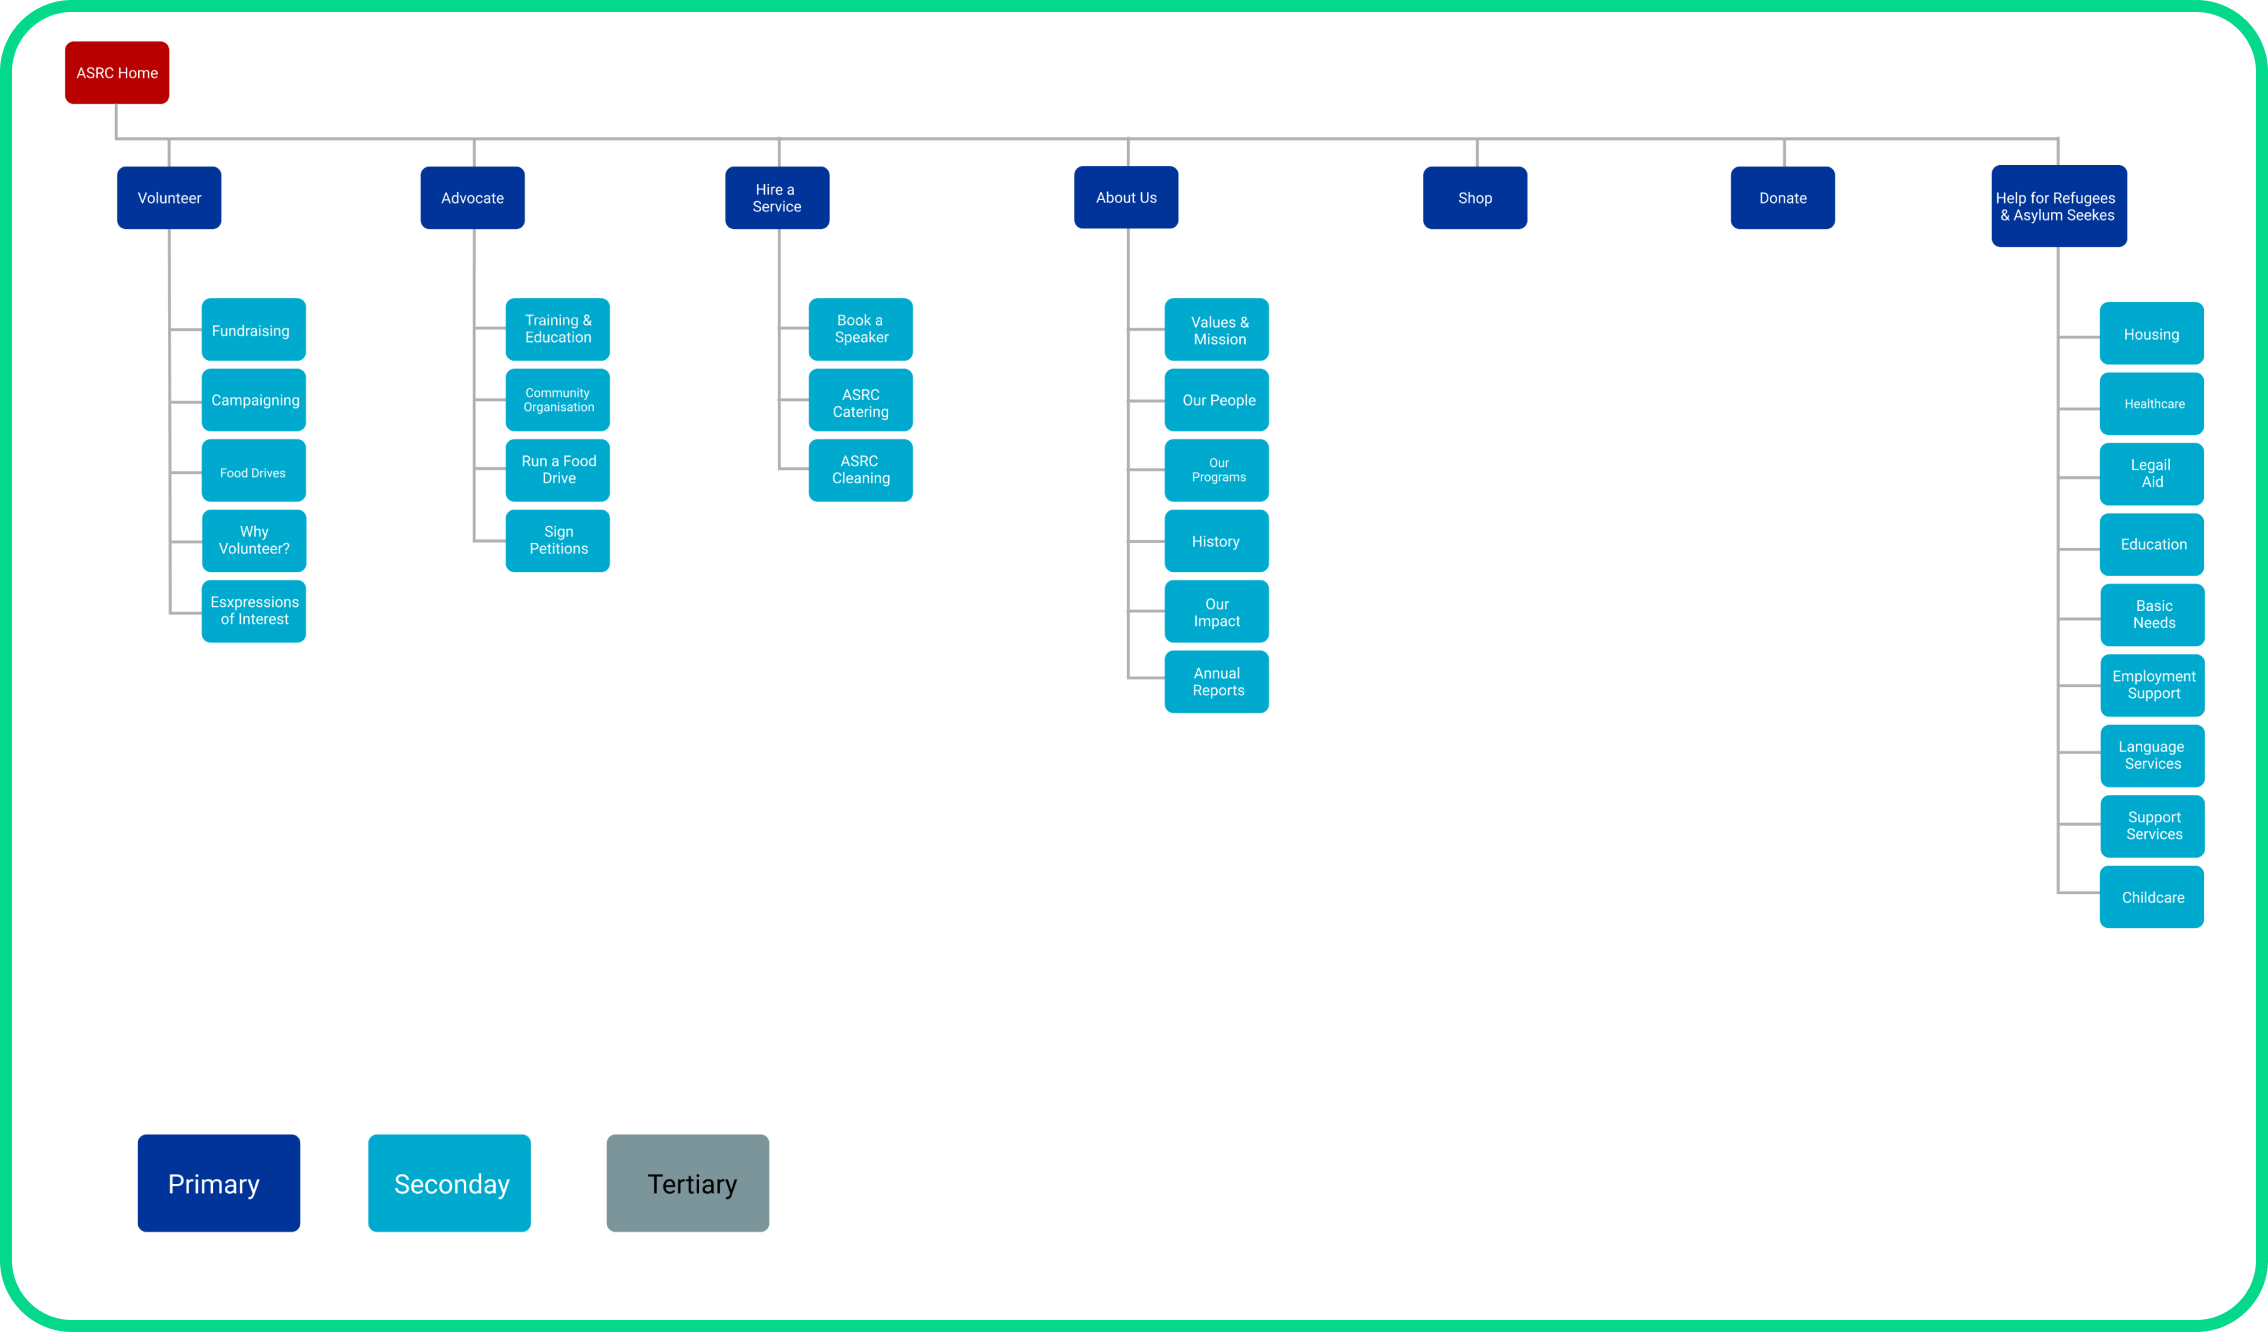 ASRC Home
Volunteer
Advocate
Hire a
Service
About Us
Shop
Donate
Help for Refugees
& Asylum Seekes
Fundraising
Campaigning
Food Drives
Why
Volunteer?
Esxpressions
of Interest
Training &
Education
Community
Organisation
Run a Food
Drive
Sign
Petitions
Book a
Speaker
ASRC
Catering
ASRC
Cleaning
Values &
Mission
Our People
Our
Programs
History
Our
Impact
Annual
Reports
Housing
Healthcare
Legail
Aid
Education
Basic
Needs
Employment
Support
Language
Services
Support
Services
Childcare
Primary
Seconday
Tertiary